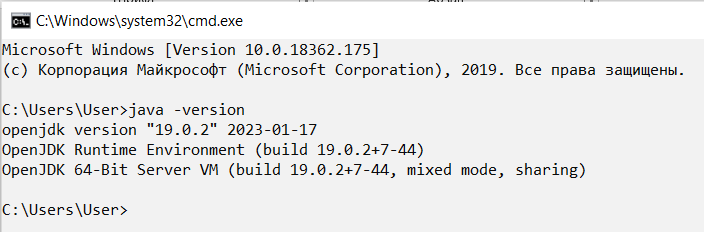 C:\Windows\system32\cmd.exe
Microsoft Windows [Version 10.0.18362.175]
(c) Корпорация Майкрософт (Microsoft Corporation), 2019. Все права защищены.
C:\Users\User>java -version
openjdk version "19.0.2" 2023-01-17
OpenJDK Runtime Environment (build 19.0.2+7-44)
OpenJDK 64-Bit Server VM (build 19.0.2+7-44, mixed mode, sharing)
C:\Users\User>